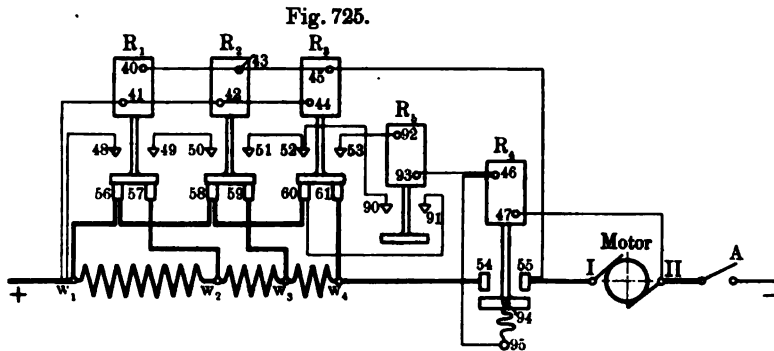 Fig. 725.
R1 R2 R3
40 43 45
41 42 44
R5
92
R4
48 49 50 51 52 53
93 46
56 57 58 59 60 61
90 91
47
Motor
54 55 I II A
+ W1 W2 W3 W4 −
94
95